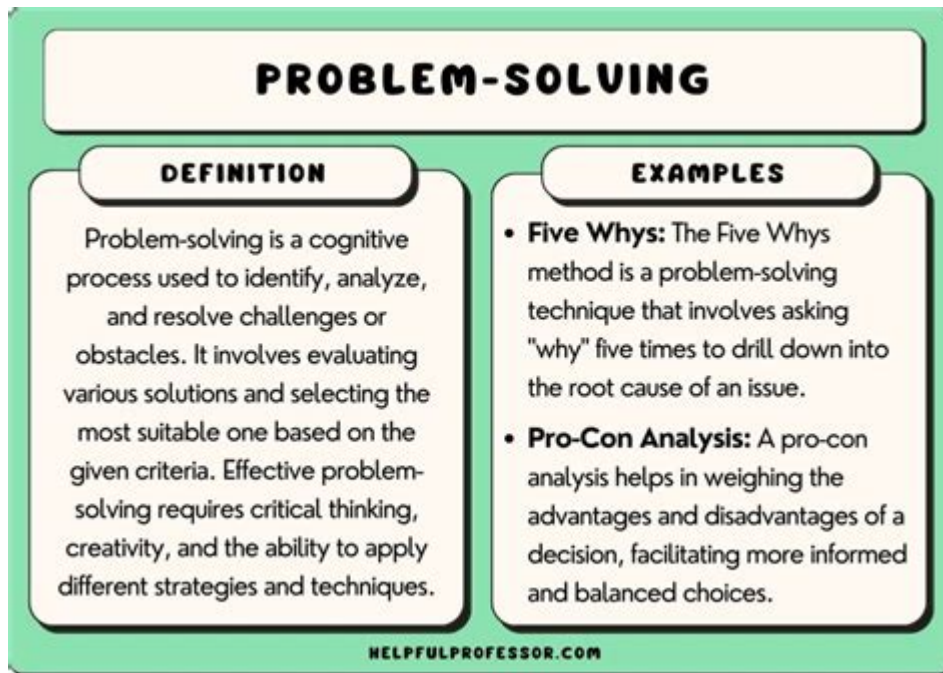 PROBLEM-SOLVING
DEFINITION
Problem-solving is a cognitive
process used to identify, analyze,
and resolve challenges or
obstacles. It involves evaluating
various solutions and selecting the
most suitable one based on the
given criteria. Effective problem-
solving requires critical thinking,
creativity, and the ability to apply
different strategies and techniques.
EXAMPLES
• Five Whys: The Five Whys
method is a problem-solving
technique that involves asking
"why" five times to drill down into
the root cause of an issue.
• Pro-Con Analysis: A pro-con
analysis helps in weighing the
advantages and disadvantages of a
decision, facilitating more informed
and balanced choices.
HELPFULPROFESSOR.COM